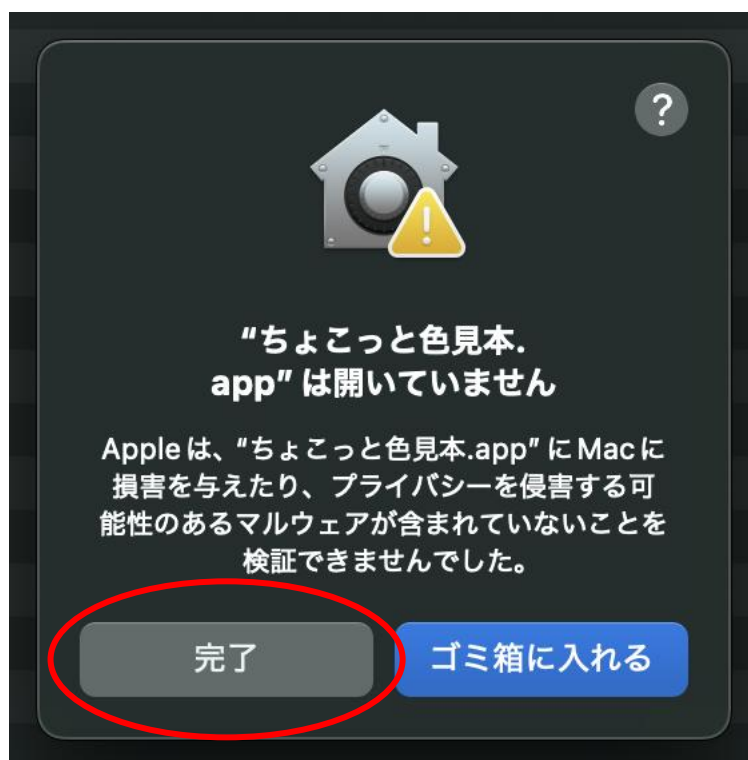 ?
“ちょこっと色見本.
app” は開いていません
Appleは、“ちょこっと色見本.app” に Mac に
損害を与えたり、プライバシーを侵害する可
能性のあるマルウェアが含まれていないことを
検証できませんでした。
完了
ゴミ箱に入れる